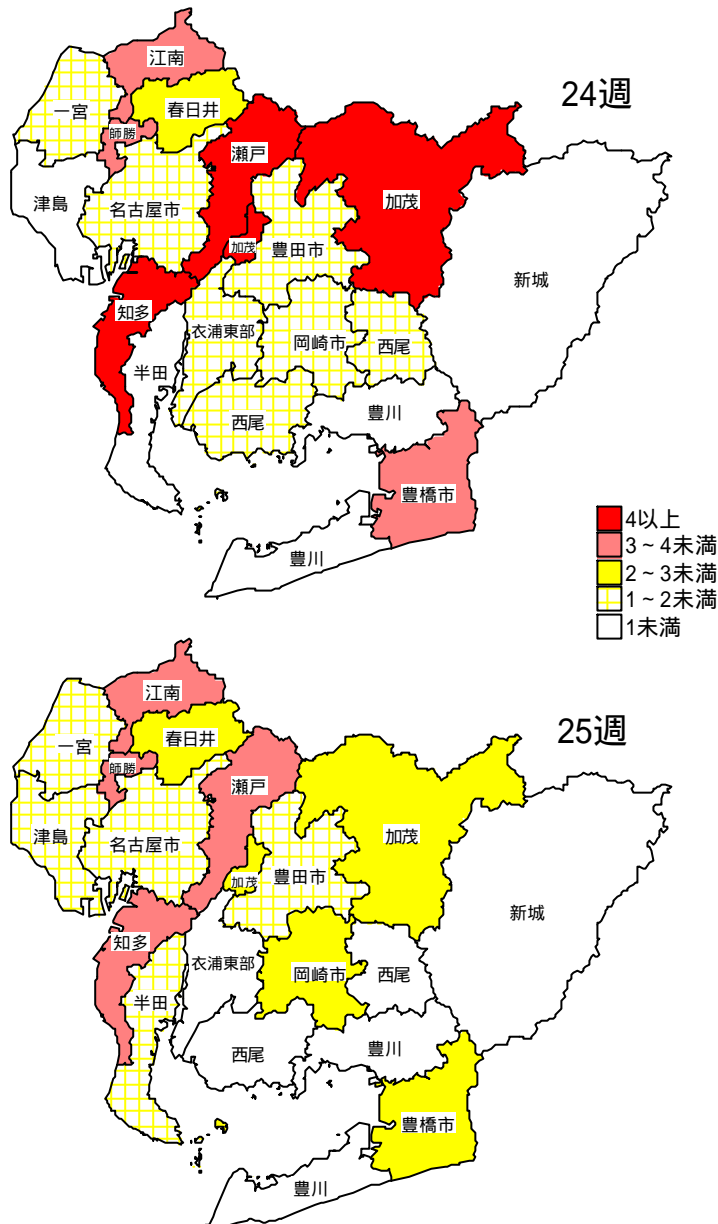 24週
江南
一宮
春日井
師勝
瀬戸
津島
名古屋市
加茂
加茂
豊田市
新城
知多
衣浦東部
岡崎市
西尾
半田
西尾
豊川
豊橋市
豊川
4以上
3~4未満
2~3未満
1~2未満
1未満
25週
江南
一宮
春日井
師勝
瀬戸
津島
名古屋市
加茂
加茂
豊田市
新城
知多
衣浦東部
岡崎市
西尾
半田
西尾
豊川
豊橋市
豊川